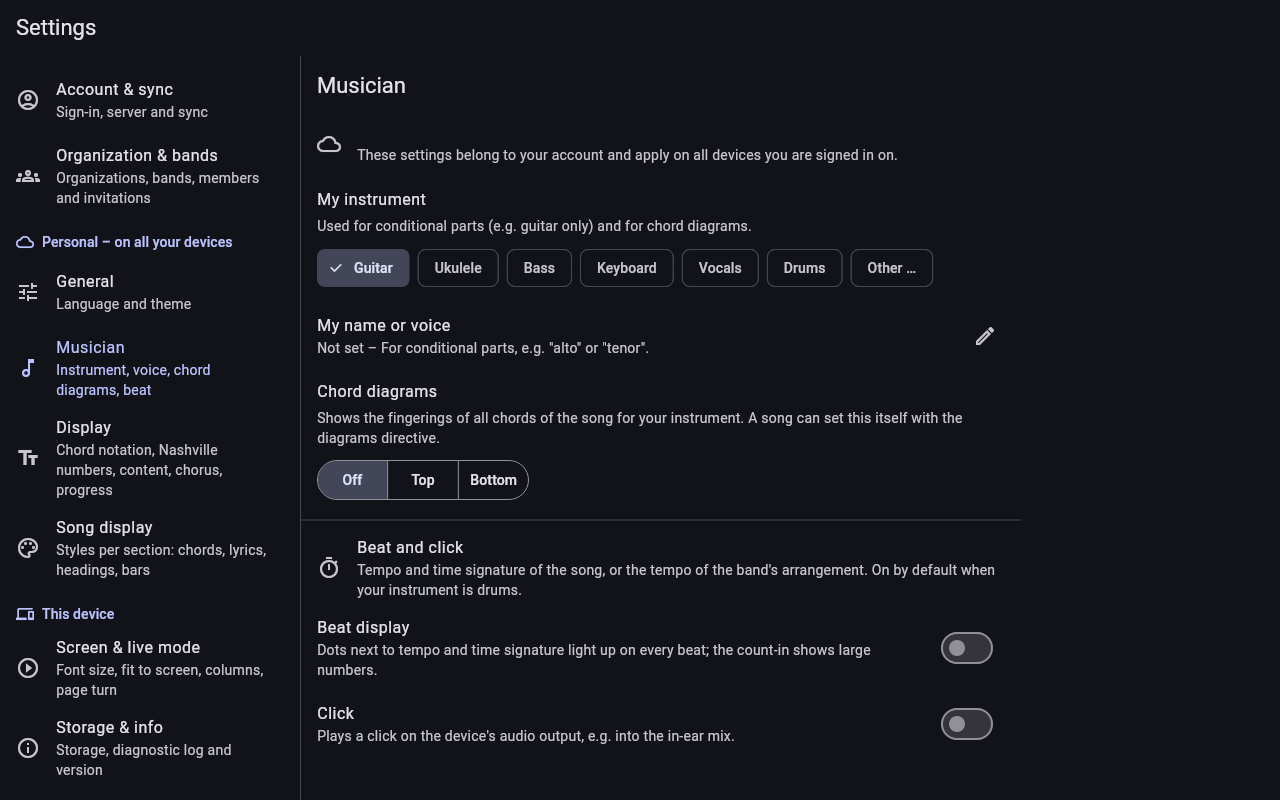 Settings
Account & sync
Sign-in, server and sync
Organization & bands
Organizations, bands, members
and invitations
Personal – on all your devices
General
Language and theme
Musician
Instrument, voice, chord
diagrams, beat
Display
Chord notation, Nashville
numbers, content, chorus,
progress
Song display
Styles per section: chords, lyrics,
headings, bars
This device
Screen & live mode
Font size, fit to screen, columns,
page turn
Storage & info
Storage, diagnostic log and
version
Musician
These settings belong to your account and apply on all devices you are signed in on.
My instrument
Used for conditional parts (e.g. guitar only) and for chord diagrams.
Guitar Ukulele Bass Keyboard Vocals Drums Other …
My name or voice
Not set – For conditional parts, e.g. "alto" or "tenor".
Chord diagrams
Shows the fingerings of all chords of the song for your instrument. A song can set this itself with the
diagrams directive.
Off Top Bottom
Beat and click
Tempo and time signature of the song, or the tempo of the band's arrangement. On by default when
your instrument is drums.
Beat display
Dots next to tempo and time signature light up on every beat; the count-in shows large
numbers.
Click
Plays a click on the device's audio output, e.g. into the in-ear mix.